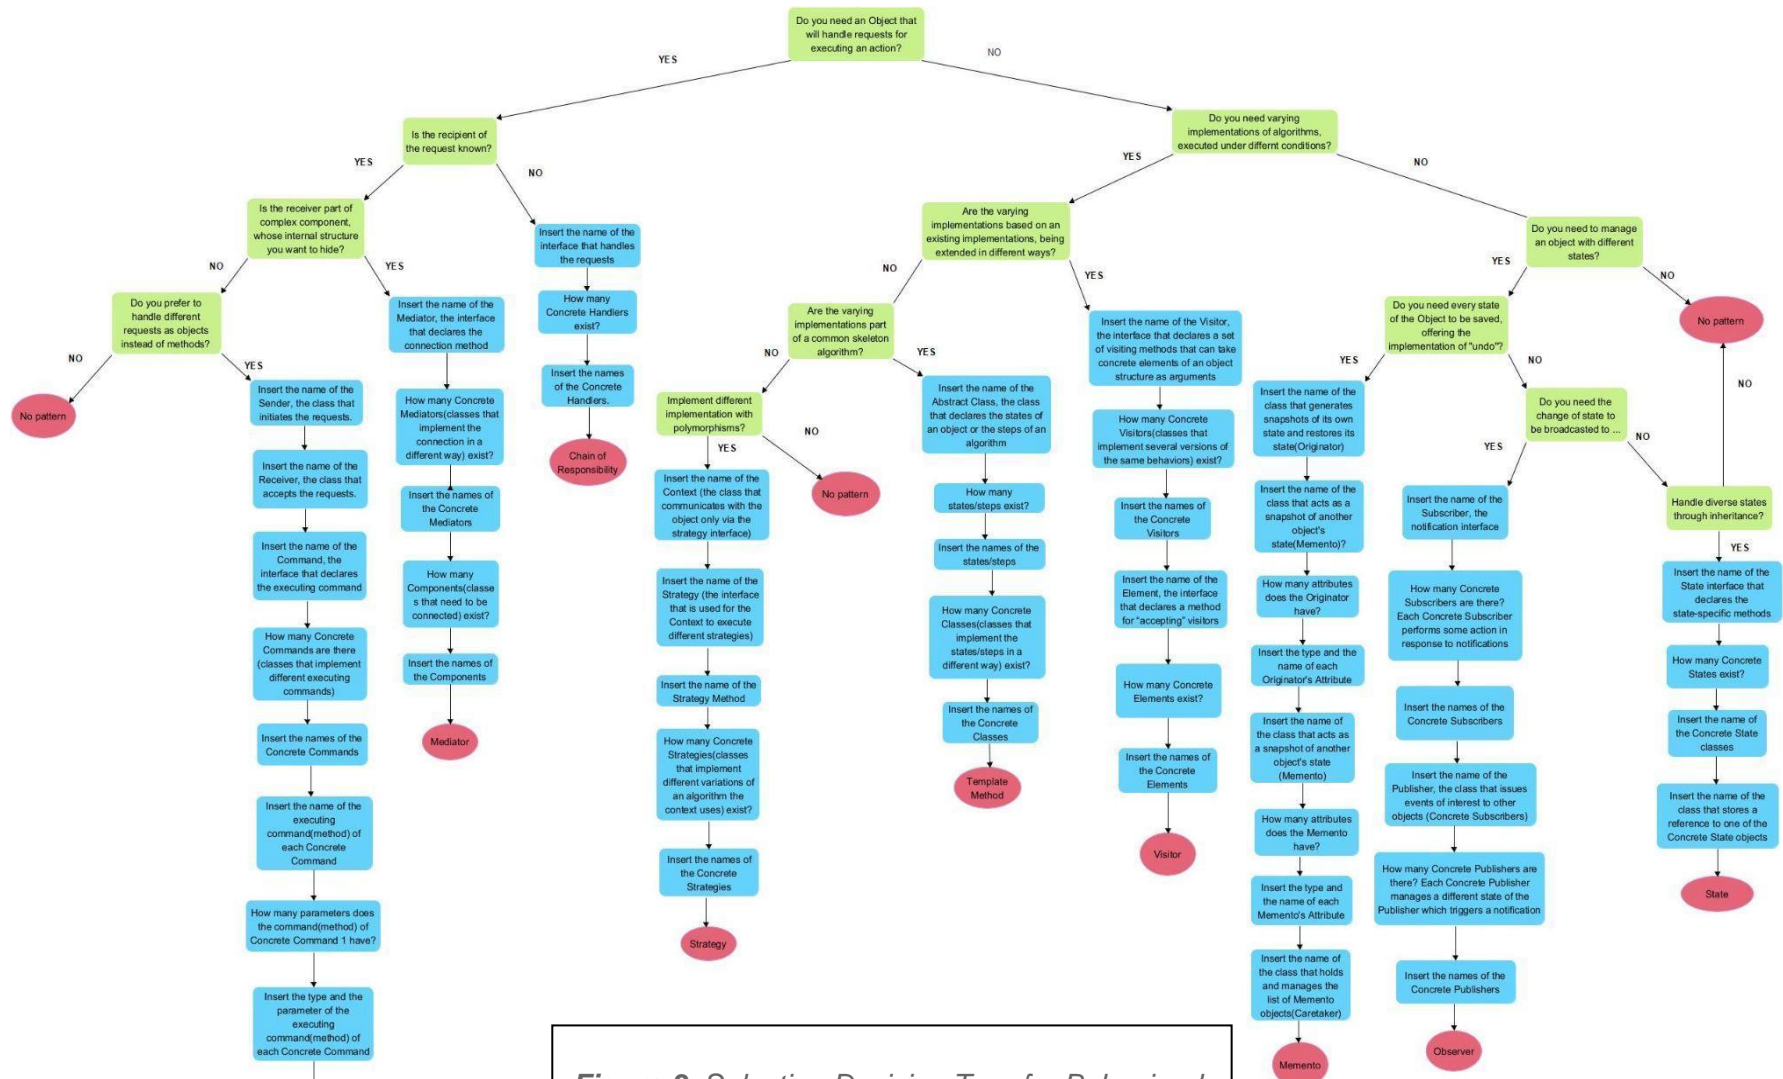 Do you need an Object that
will handle requests for
executing an action?
YES
NO
Is the recipient of
the request known?
Do you need varying
implementations of algorithms,
executed under differnt conditions?
YES
NO
YES
NO
Is the receiver part of
complex component,
whose internal structure
you want to hide?
Insert the name of the
interface that handles
the requests
Are the varying
implementations based on an
existing implementations, being
extended in different ways?
Do you need to manage
an object with different
states?
NO
YES
NO
YES
YES
NO
Do you prefer to
handle different
requests as objects
instead of methods?
Insert the name of the
Mediator, the interface
that declares the
connection method
How many
Concrete Handlers
exist?
Are the varying
implementations part
of a common skeleton
algorithm?
Insert the name of the Visitor,
the interface that declares a set
of visiting methods that can take
concrete elements of an object
structure as arguments
Do you need every state
of the Object to be saved,
offering the
implementation of "undo"?
No pattern
NO
YES
NO
YES
YES
NO
NO
No pattern
Insert the name of the
Sender, the class that
initiates the requests.
How many Concrete
Mediators(classes that
implement the
connection in a
different way) exist?
Insert the names
of the Concrete
Handlers.
Implement different
implementation with
polymorphisms?
Insert the name of the
Abstract Class, the class
that declares the states of
an object or the steps of an
algorithm
How many Concrete
Visitors(classes that
implement several versions of
the same behaviors) exist?
Insert the name of the
class that generates
snapshots of its own
state and restores its
state(Originator)
Do you need the
change of state to
be broadcasted to ...
YES
NO
YES
NO
Insert the name of the
Receiver, the class that
accepts the requests.
Insert the names of
the Concrete
Mediators
Chain of
Responsibility
Insert the name of the
Context (the class that
communicates with the
object only via the
strategy interface)
No pattern
How many
states/steps exist?
Insert the names of
the Concrete
Visitors
Insert the name of the
class that acts as a
snapshot of another
object's
state(Memento)?
Insert the name of the
Subscriber, the
notification interface
Handle diverse states
through inheritance?
YES
Insert the name of the
Command, the
interface that declares
the executing command
How many
Components(classe
s that need to be
connected) exist?
Insert the name of the
Strategy (the interface
that is used for the
Context to execute
different strategies)
Insert the names of the
states/steps
Insert the name of the
Element, the interface
that declares a method
for "accepting" visitors
How many attributes
does the Originator
have?
How many Concrete
Subscribers are there?
Each Concrete Subscriber
performs some action in
response to notifications
Insert the name of the
State interface that
declares the
state-specific methods
How many Concrete
Commands are there
(classes that implement
different executing
commands)
Insert the names of
the Components
Insert the name of the
Strategy Method
How many Concrete
Classes(classes that
implement the
states/steps in a
different way) exist?
How many Concrete
Elements exist?
Insert the type and the
name of each
Originator's Attribute
Insert the names of the
Concrete Subscribers
How many Concrete
States exist?
Insert the names of the
Concrete Commands
Mediator
How many Concrete
Strategies(classes
that implement
different variations of
an algorithm the
context uses) exist?
Insert the names of
the Concrete
Classes
Insert the names of
the Concrete
Elements
Insert the name of
the class that acts as
a snapshot of another
object's state
(Memento)
Insert the name of the
Publisher, the class that issues
events of interest to other
objects (Concrete Subscribers)
Insert the name of
the Concrete State
classes
Insert the name of the
executing
command(method) of
each Concrete
Command
Template
Method
Visitor
How many attributes
does the Memento
have?
Insert the name of the
class that stores a
reference to one of the
Concrete State objects
How many parameters does
the command(method) of
Concrete Command 1 have?
Insert the names of
the Concrete
Strategies
Insert the type and
the name of each
Memento's Attribute
How many Concrete Publishers are
there? Each Concrete Publisher
manages a different state of the
Publisher which triggers a notification
State
Strategy
Insert the type and the
parameter of the
executing
command(method) of
each Concrete Command
Insert the name of
the class that holds
and manages the
list of Memento
objects(Caretaker)
Insert the names of the
Concrete Publishers
Memento
Observer
Selection Decision Tree for Behavioral